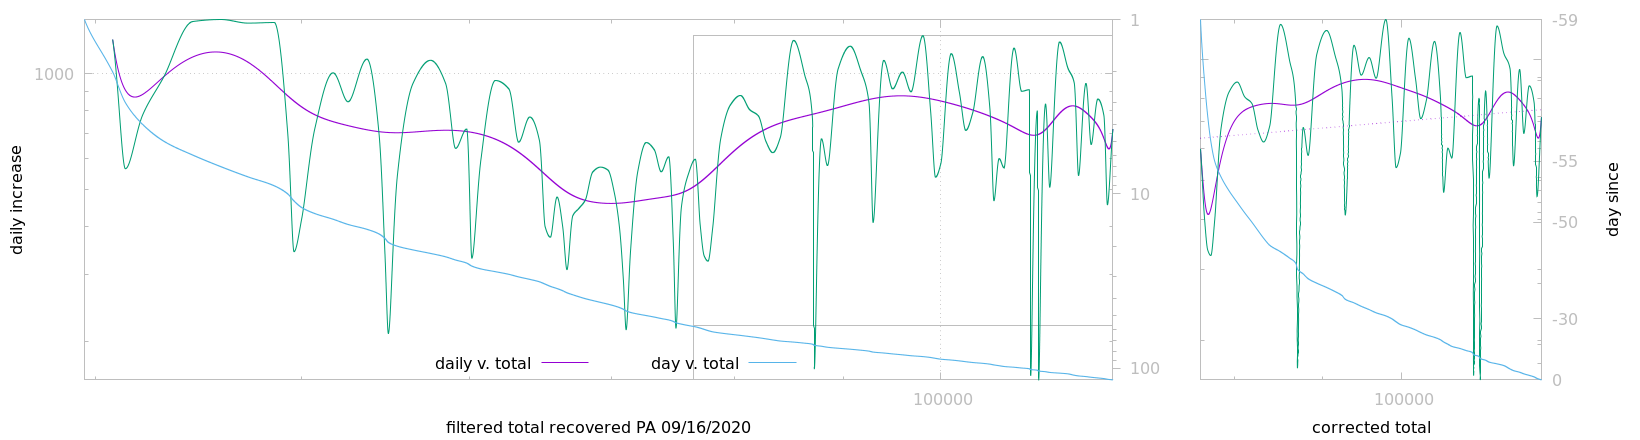 1000
daily increase
daily v. total
day v. total
1
10
100
100000
filtered total recovered PA 09/16/2020
-59
-55
-50
-30
0
day since
100000
corrected total